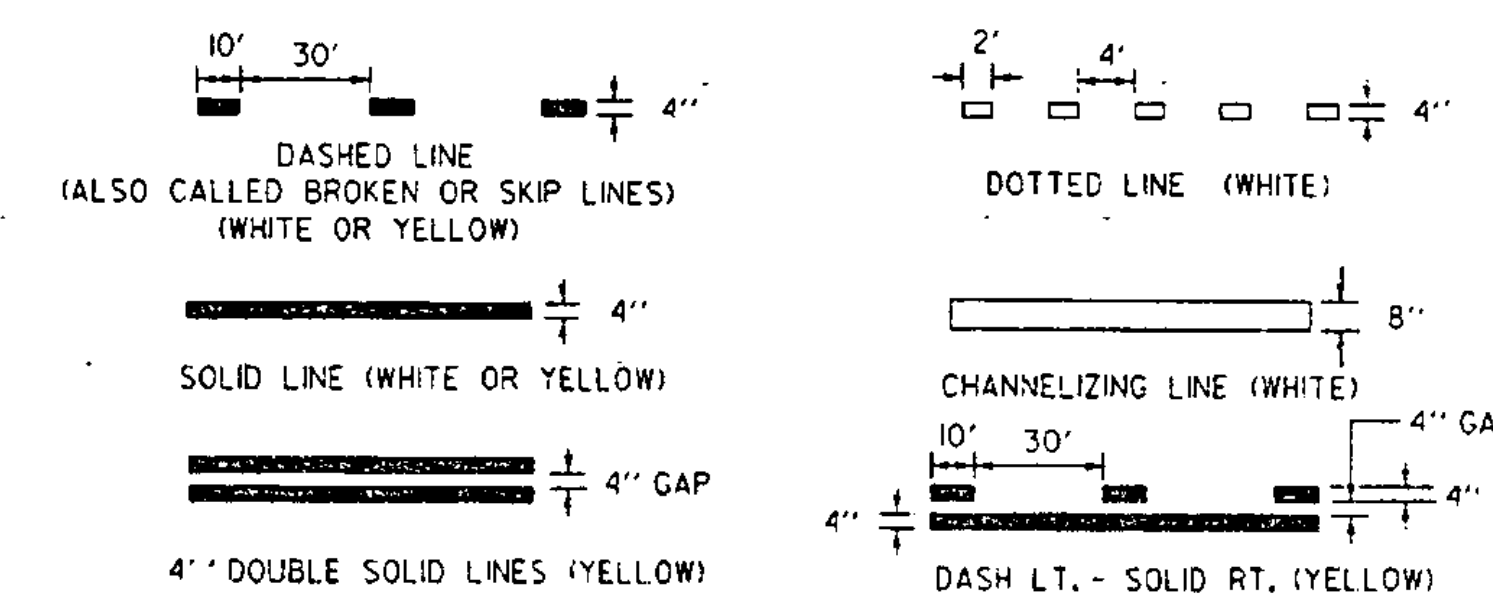 10' 30'
4''
DASHED LINE
(ALSO CALLED BROKEN OR SKIP LINES)
(WHITE OR YELLOW)
2' 4'
4''
DOTTED LINE (WHITE)
4''
SOLID LINE (WHITE OR YELLOW)
8''
CHANNELIZING LINE (WHITE)
4'' GAP
4'' DOUBLE SOLID LINES (YELLOW)
10' 30'
4'' GA
4''
4''
DASH LT. - SOLID RT. (YELLOW)